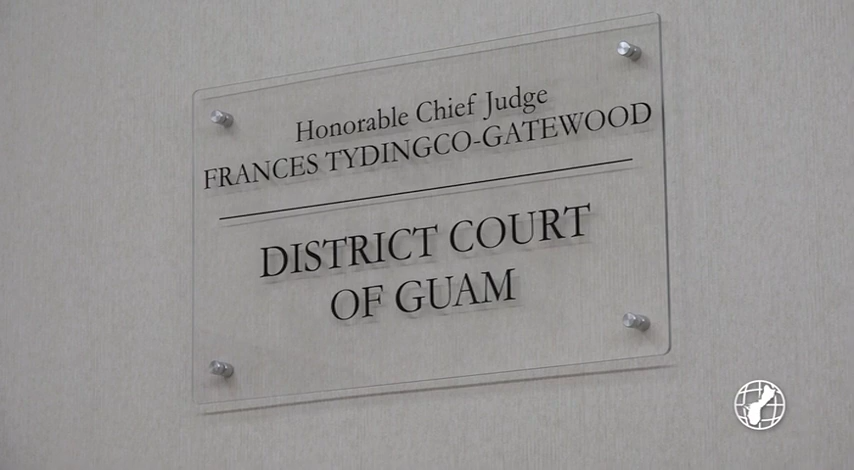 Honorable Chief Judge
FRANCES TYDINGCO-GATEWOOD
DISTRICT COURT
OF GUAM